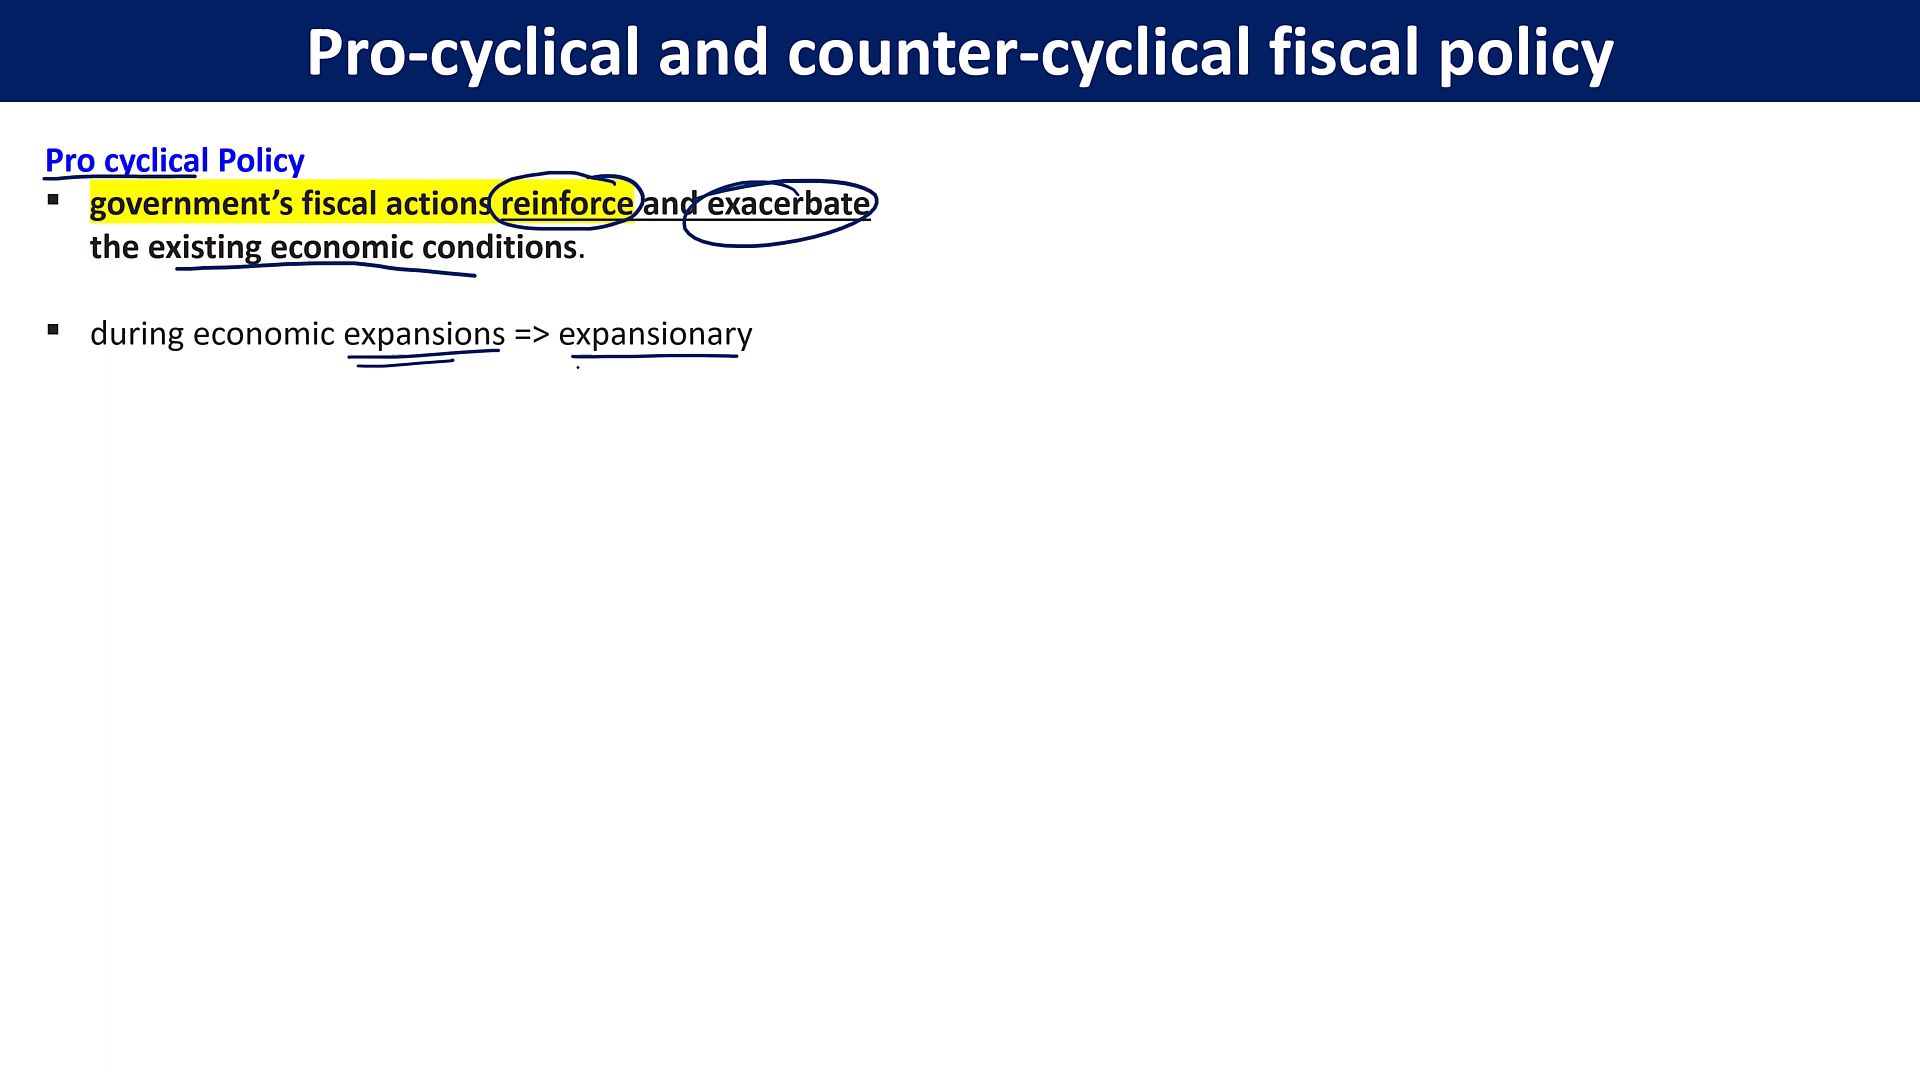 Pro-cyclical and counter-cyclical fiscal policy
Pro cyclical Policy
▪ government’s fiscal actions reinforce and exacerbate
the existing economic conditions.
▪ during economic expansions => expansionary